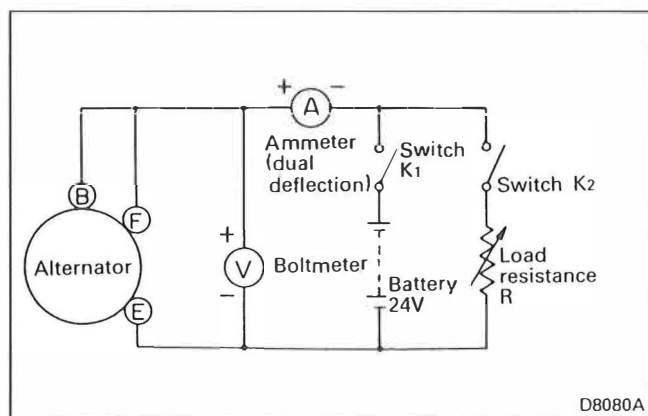 + A −
Ammeter
(dual
deflection)
Switch
K1
Switch K2
B
F
Alternator
E
+
V
−
Boltmeter
Battery
24V
Load
resistance
R
D8080A